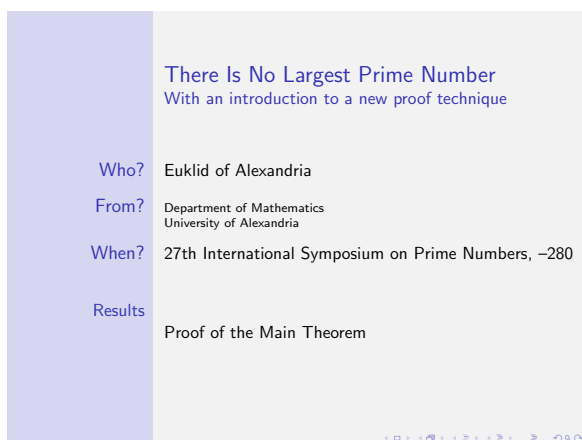 There Is No Largest Prime Number
With an introduction to a new proof technique
Who? Euklid of Alexandria
From? Department of Mathematics
University of Alexandria
When? 27th International Symposium on Prime Numbers, –280
Results
Proof of the Main Theorem